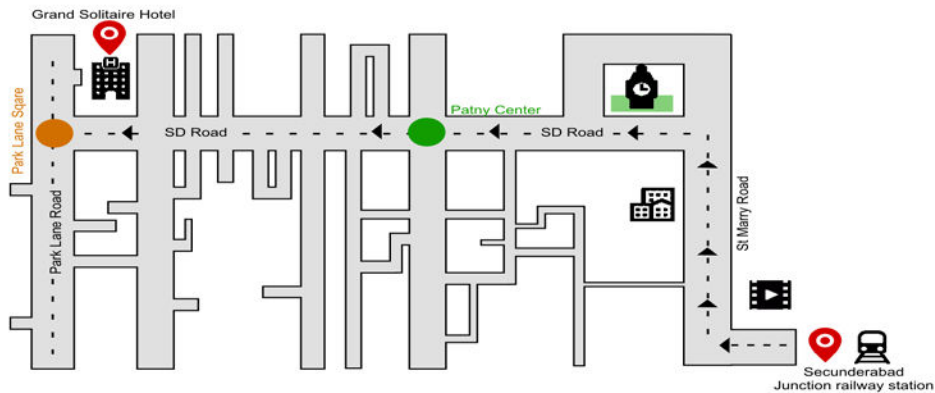 Grand Solitaire Hotel
H
Park Lane Sqare
SD Road
Patny Center
SD Road
Park Lane Road
St Marry Road
Secunderabad
Junction railway station